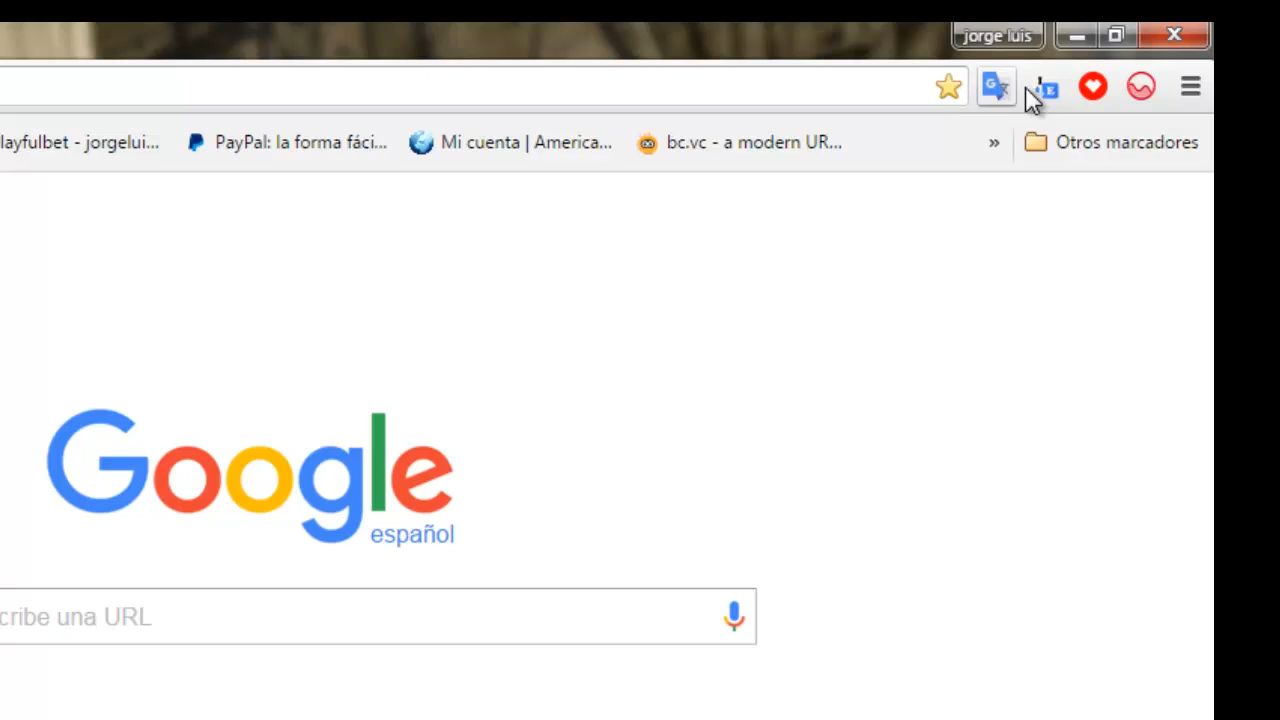 jorge luis
layfulbet - jorgelui...
PayPal: la forma fáci...
Mi cuenta | America...
bc.vc - a modern UR...
»
Otros marcadores
Google
español
cribe una URL